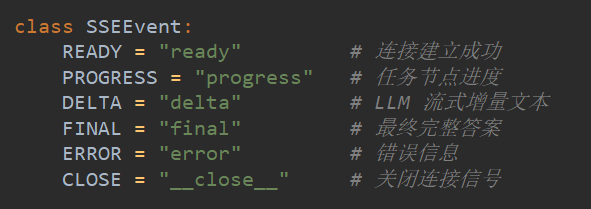 class SSEEvent:
    READY = "ready"         # 连接建立成功
    PROGRESS = "progress"   # 任务节点进度
    DELTA = "delta"         # LLM 流式增量文本
    FINAL = "final"         # 最终完整答案
    ERROR = "error"         # 错误信息
    CLOSE = "__close__"     # 关闭连接信号